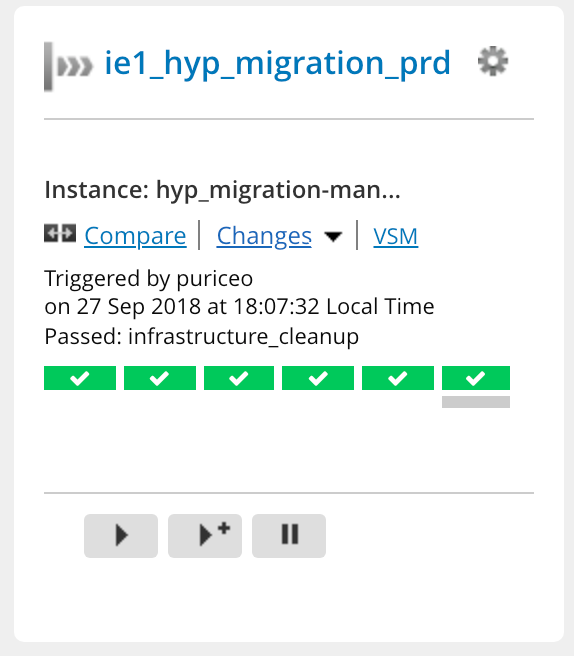 ie1_hyp_migration_prd
Instance: hyp_migration-man...
Compare | Changes | VSM
Triggered by puriceo
on 27 Sep 2018 at 18:07:32 Local Time
Passed: infrastructure_cleanup